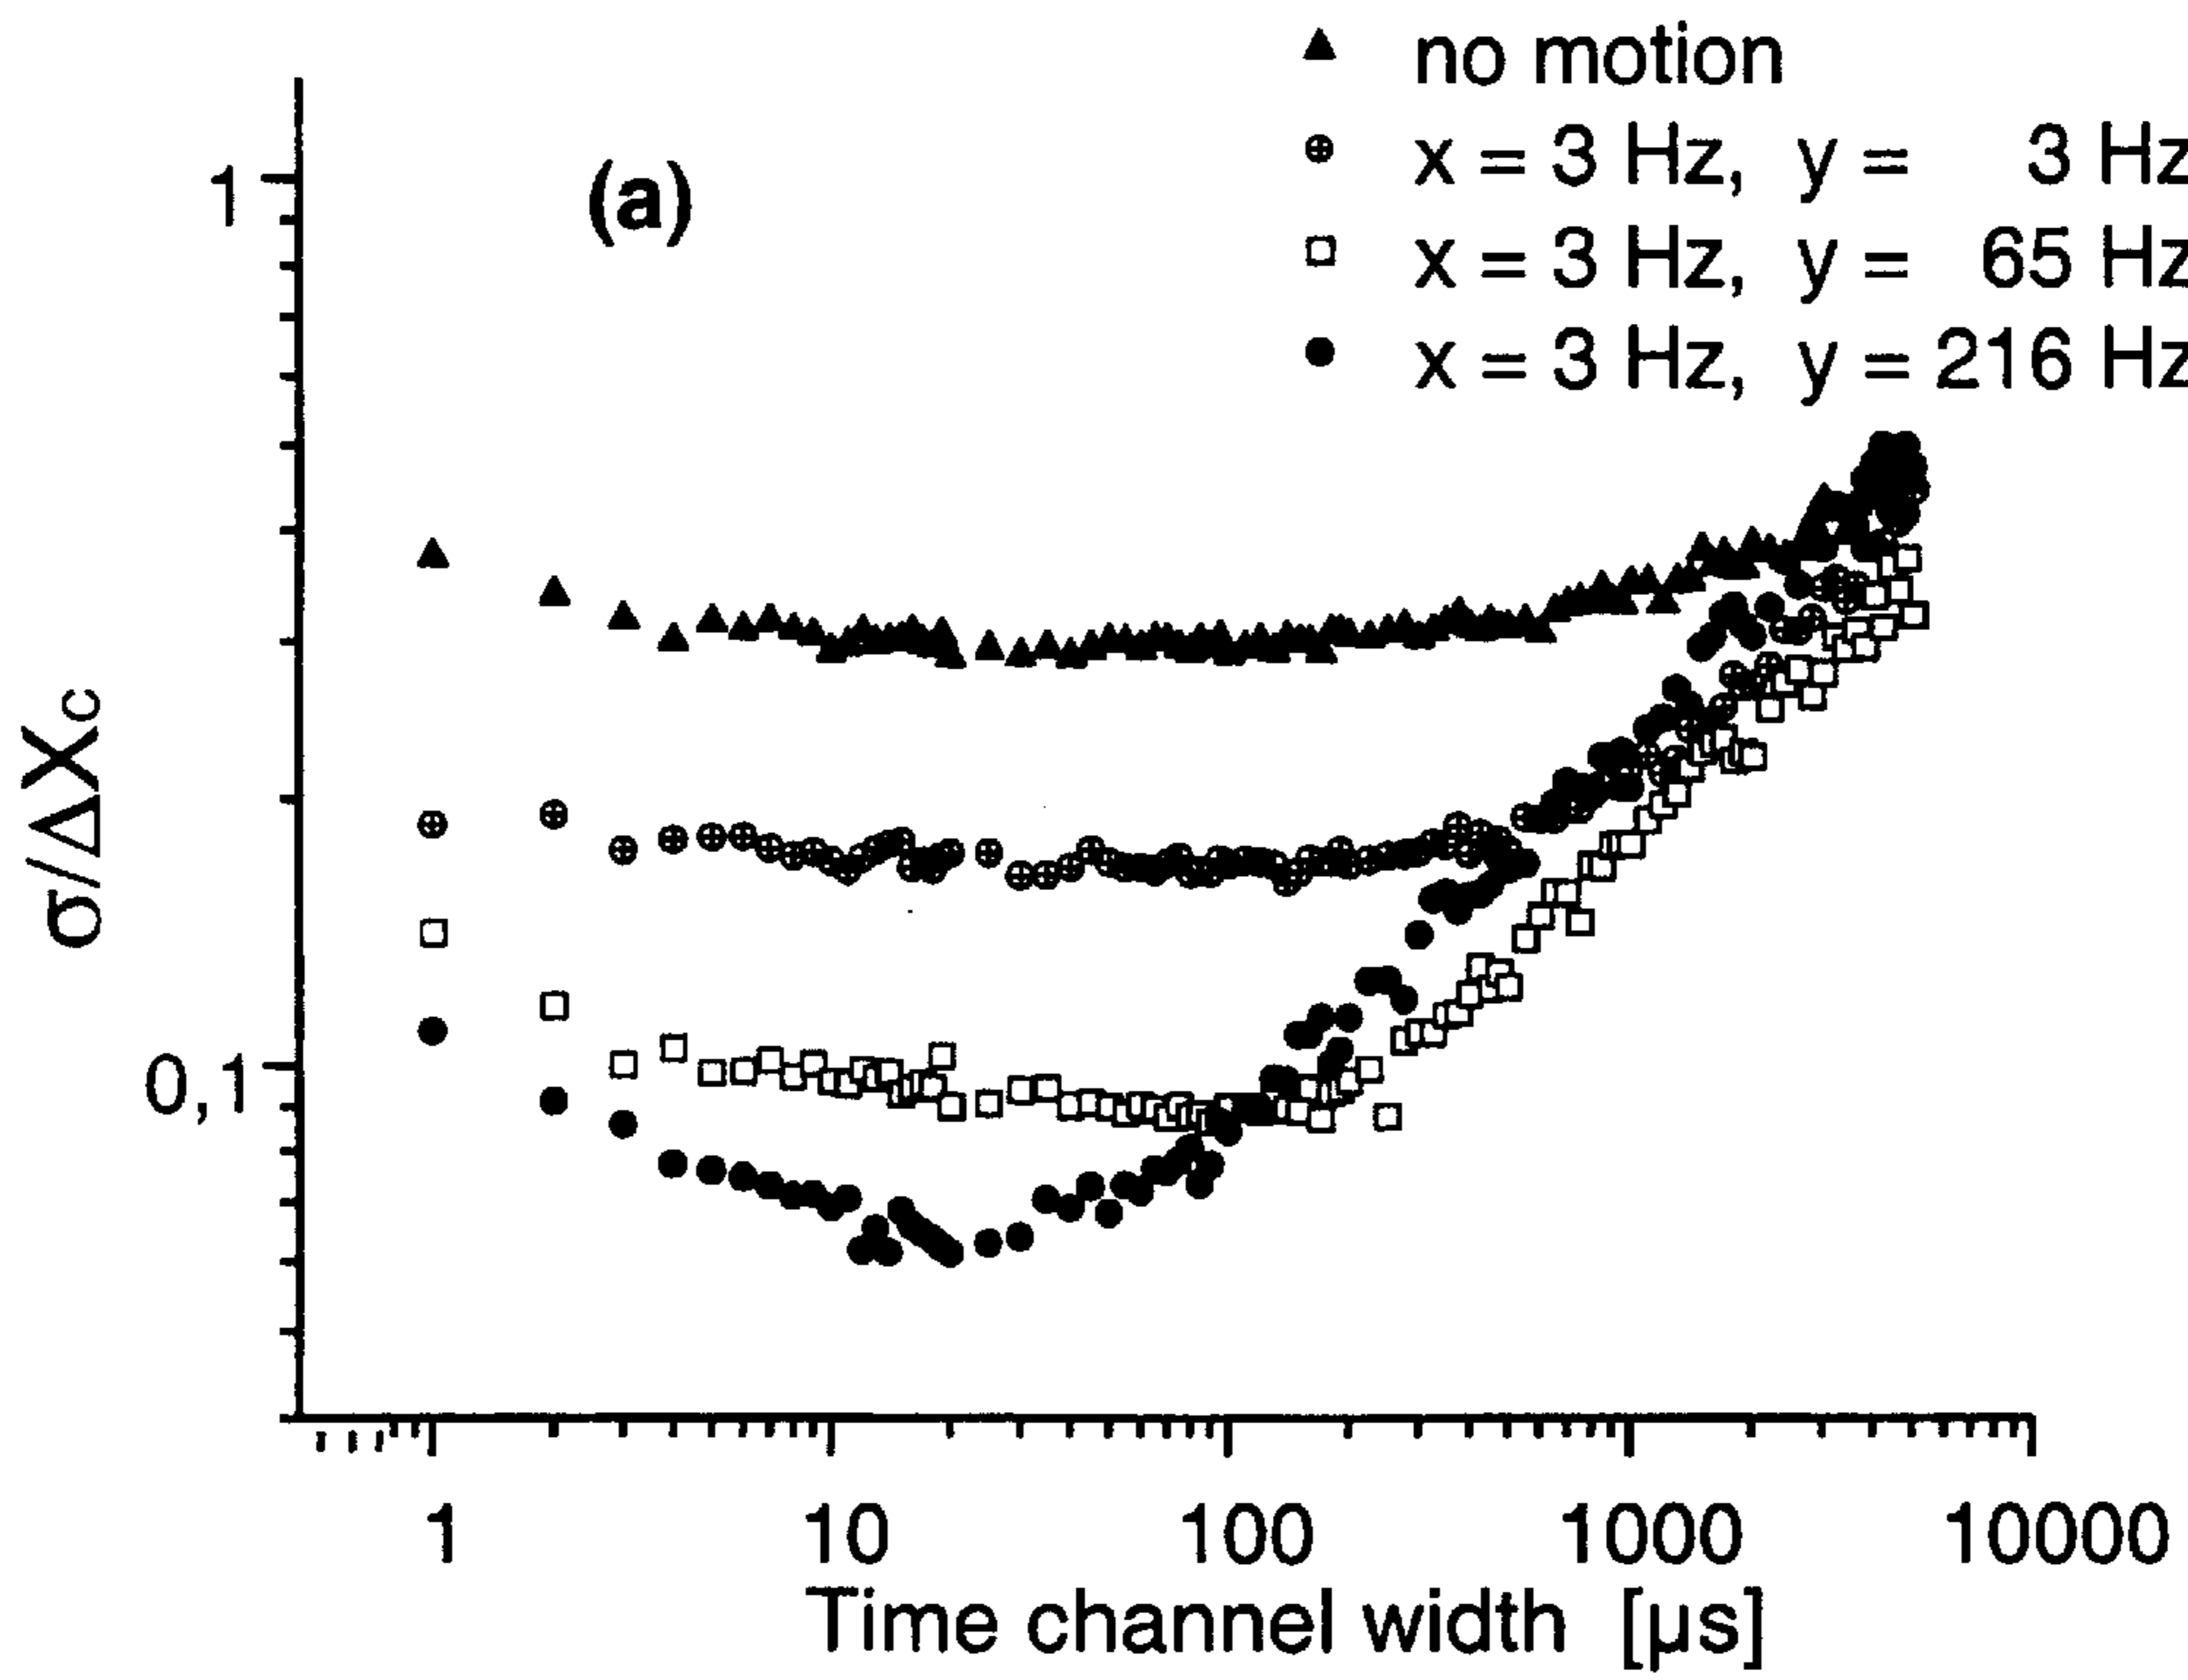 no motion
x = 3 Hz, y = 3 Hz
x = 3 Hz, y = 65 Hz
x = 3 Hz, y = 216 Hz
(a)
1
0,1
σ/ΔXc
1 10 100 1000 10000
Time channel width [µs]